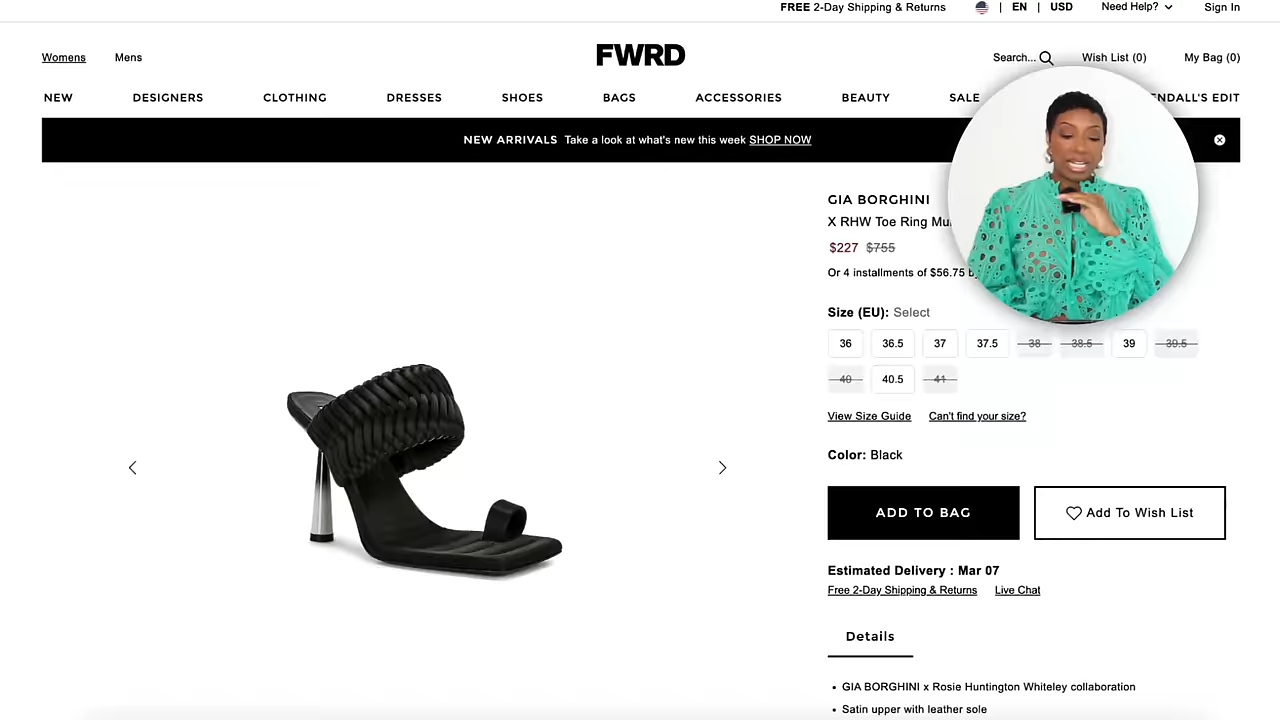 FREE 2-Day Shipping & Returns | EN | USD Need Help? Sign In
Womens Mens FWRD Search... Wish List (0) My Bag (0)
NEW DESIGNERS CLOTHING DRESSES SHOES BAGS ACCESSORIES BEAUTY SALE EDIT
NEW ARRIVALS Take a look at what's new this week SHOP NOW
GIA BORGHINI
X RHW Toe Ring
$227 $755
Or 4 installments of $56.75
Size (EU): Select
36 36.5 37 37.5 38 38.5 39 39.5
40 40.5 41
View Size Guide Can't find your size?
Color: Black
ADD TO BAG Add To Wish List
Estimated Delivery : Mar 07
Free 2-Day Shipping & Returns Live Chat
Details
• GIA BORGHINI x Rosie Huntington Whiteley collaboration
• Satin upper with leather sole